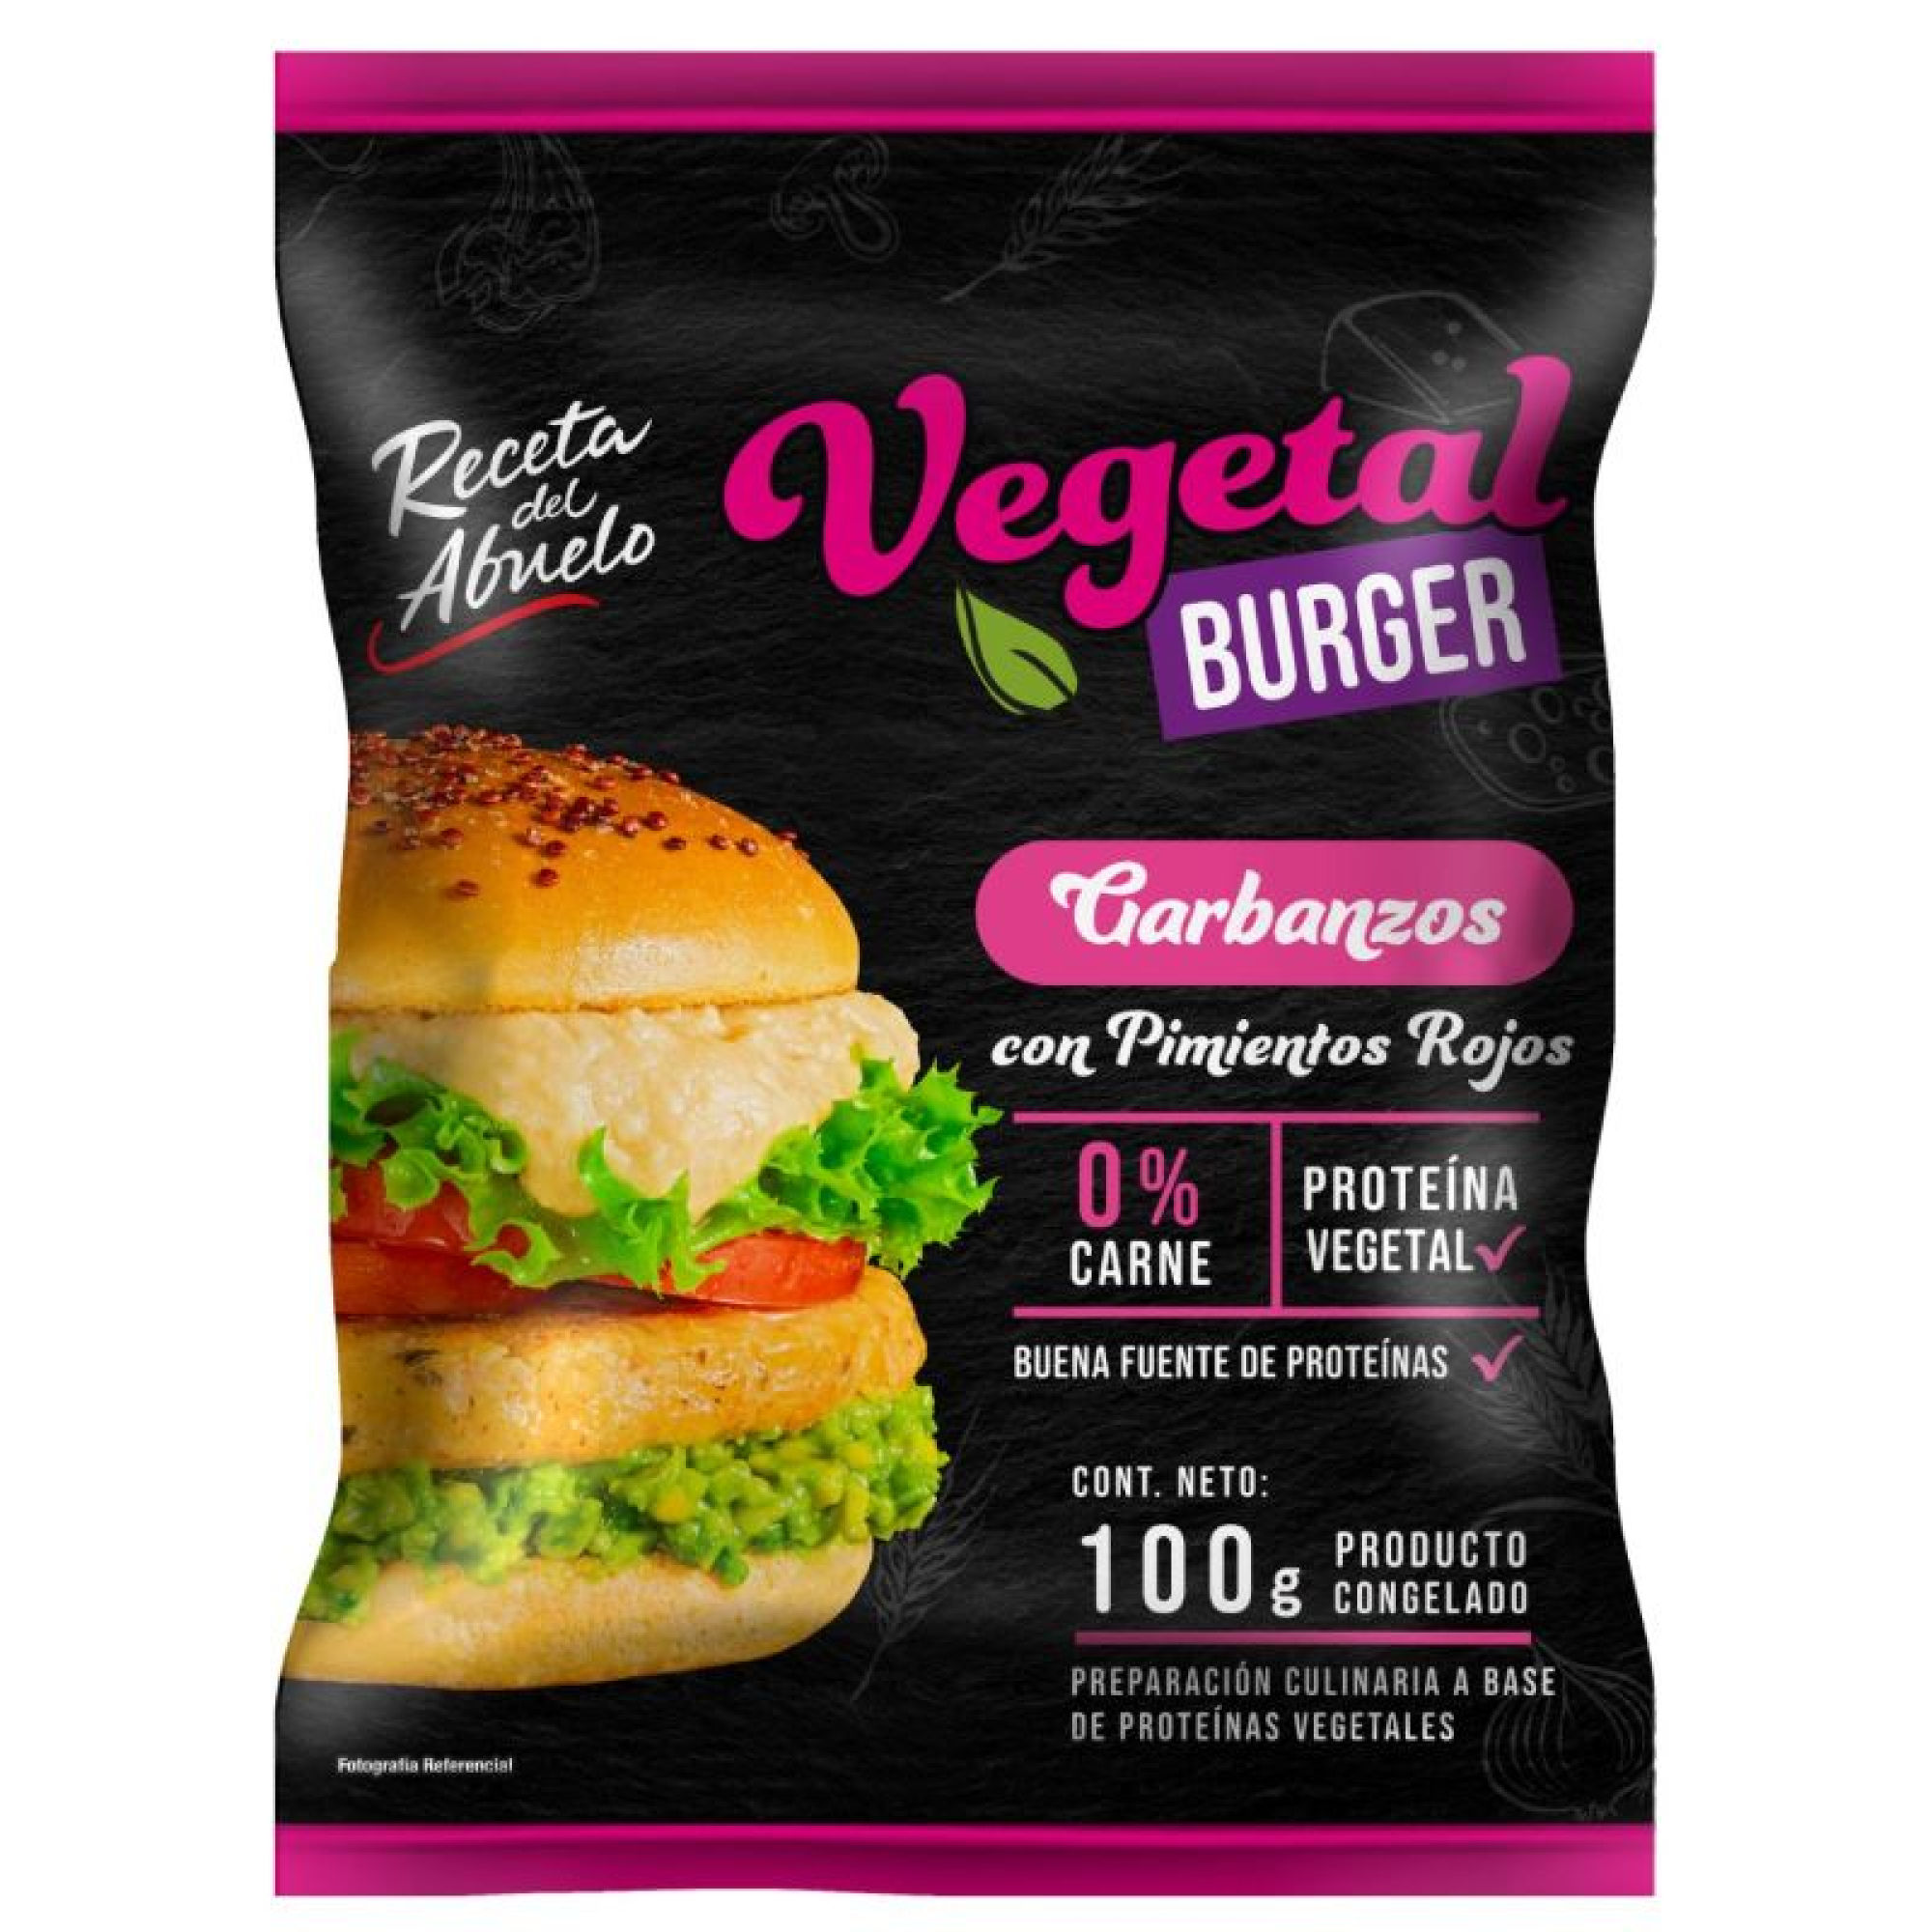 Receta
del
Abuelo
Vegetal
BURGER
Garbanzos
con Pimientos Rojos
0%
CARNE
PROTEÍNA
VEGETAL
BUENA FUENTE DE PROTEÍNAS
CONT. NETO:
100g
PRODUCTO
CONGELADO
PREPARACIÓN CULINARIA A BASE
DE PROTEÍNAS VEGETALES
Fotografia Referencial